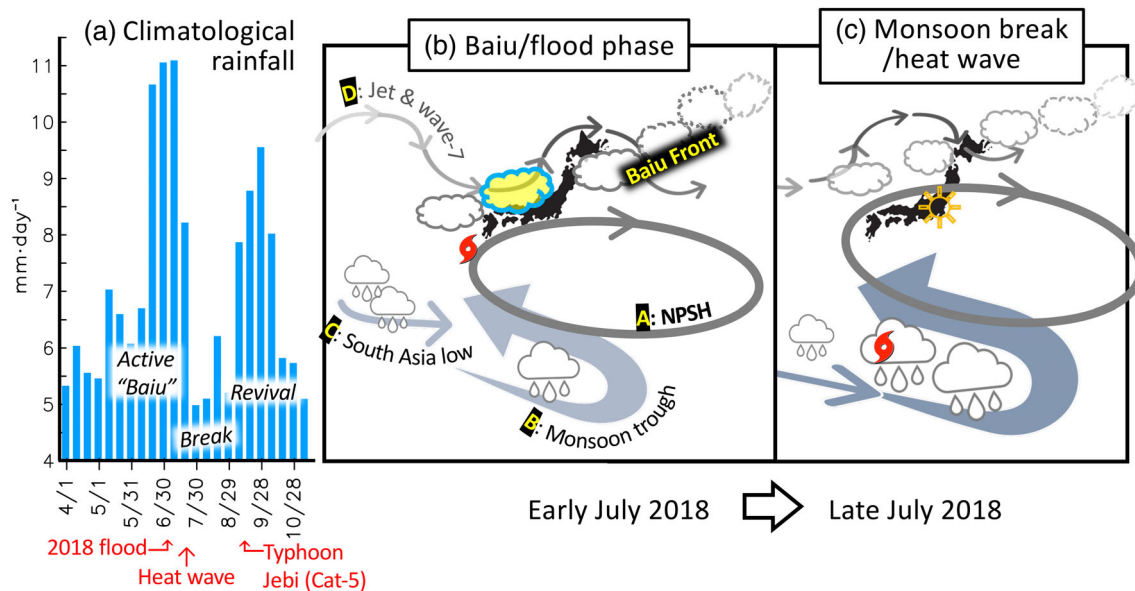 (a) Climatological
rainfall
mm·day⁻¹
11
10
9
8
7
6
5
4
Active
"Baiu"
Break
Revival
4/1
5/1
5/31
6/30
7/30
8/29
9/28
10/28
2018 flood
Heat wave
Typhoon
Jebi (Cat-5)
(b) Baiu/flood phase
D: Jet & wave-7
Baiu Front
A: NPSH
C: South Asia low
B: Monsoon trough
(c) Monsoon break
/heat wave
Early July 2018
Late July 2018